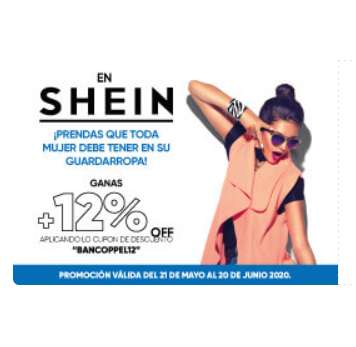 EN
SHEIN
¡PRENDAS QUE TODA
MUJER DEBE TENER EN SU
GUARDARROPA!
GANAS
+12% OFF
APLICANDO LO CUPON DE DESCUENTO
"BANCOPPEL12"
PROMOCIÓN VÁLIDA DEL 21 DE MAYO AL 20 DE JUNIO 2020.